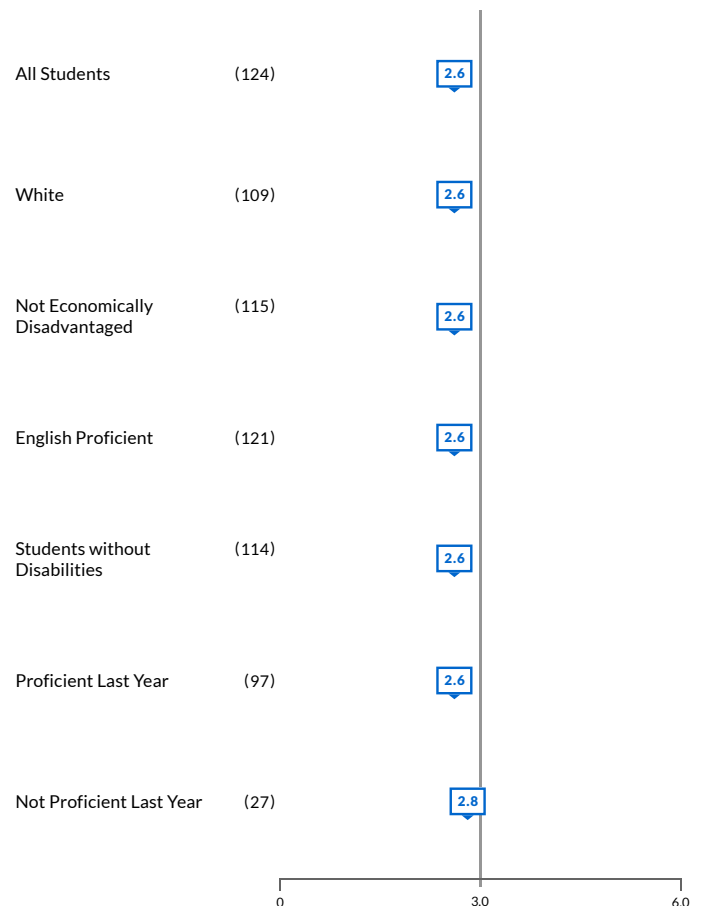 All Students (124) 2.6
White (109) 2.6
Not Economically (115)
Disadvantaged
2.6
English Proficient (121) 2.6
Students without (114)
Disabilities
2.6
Proficient Last Year (97) 2.6
Not Proficient Last Year (27) 2.8
0 3.0 6.0